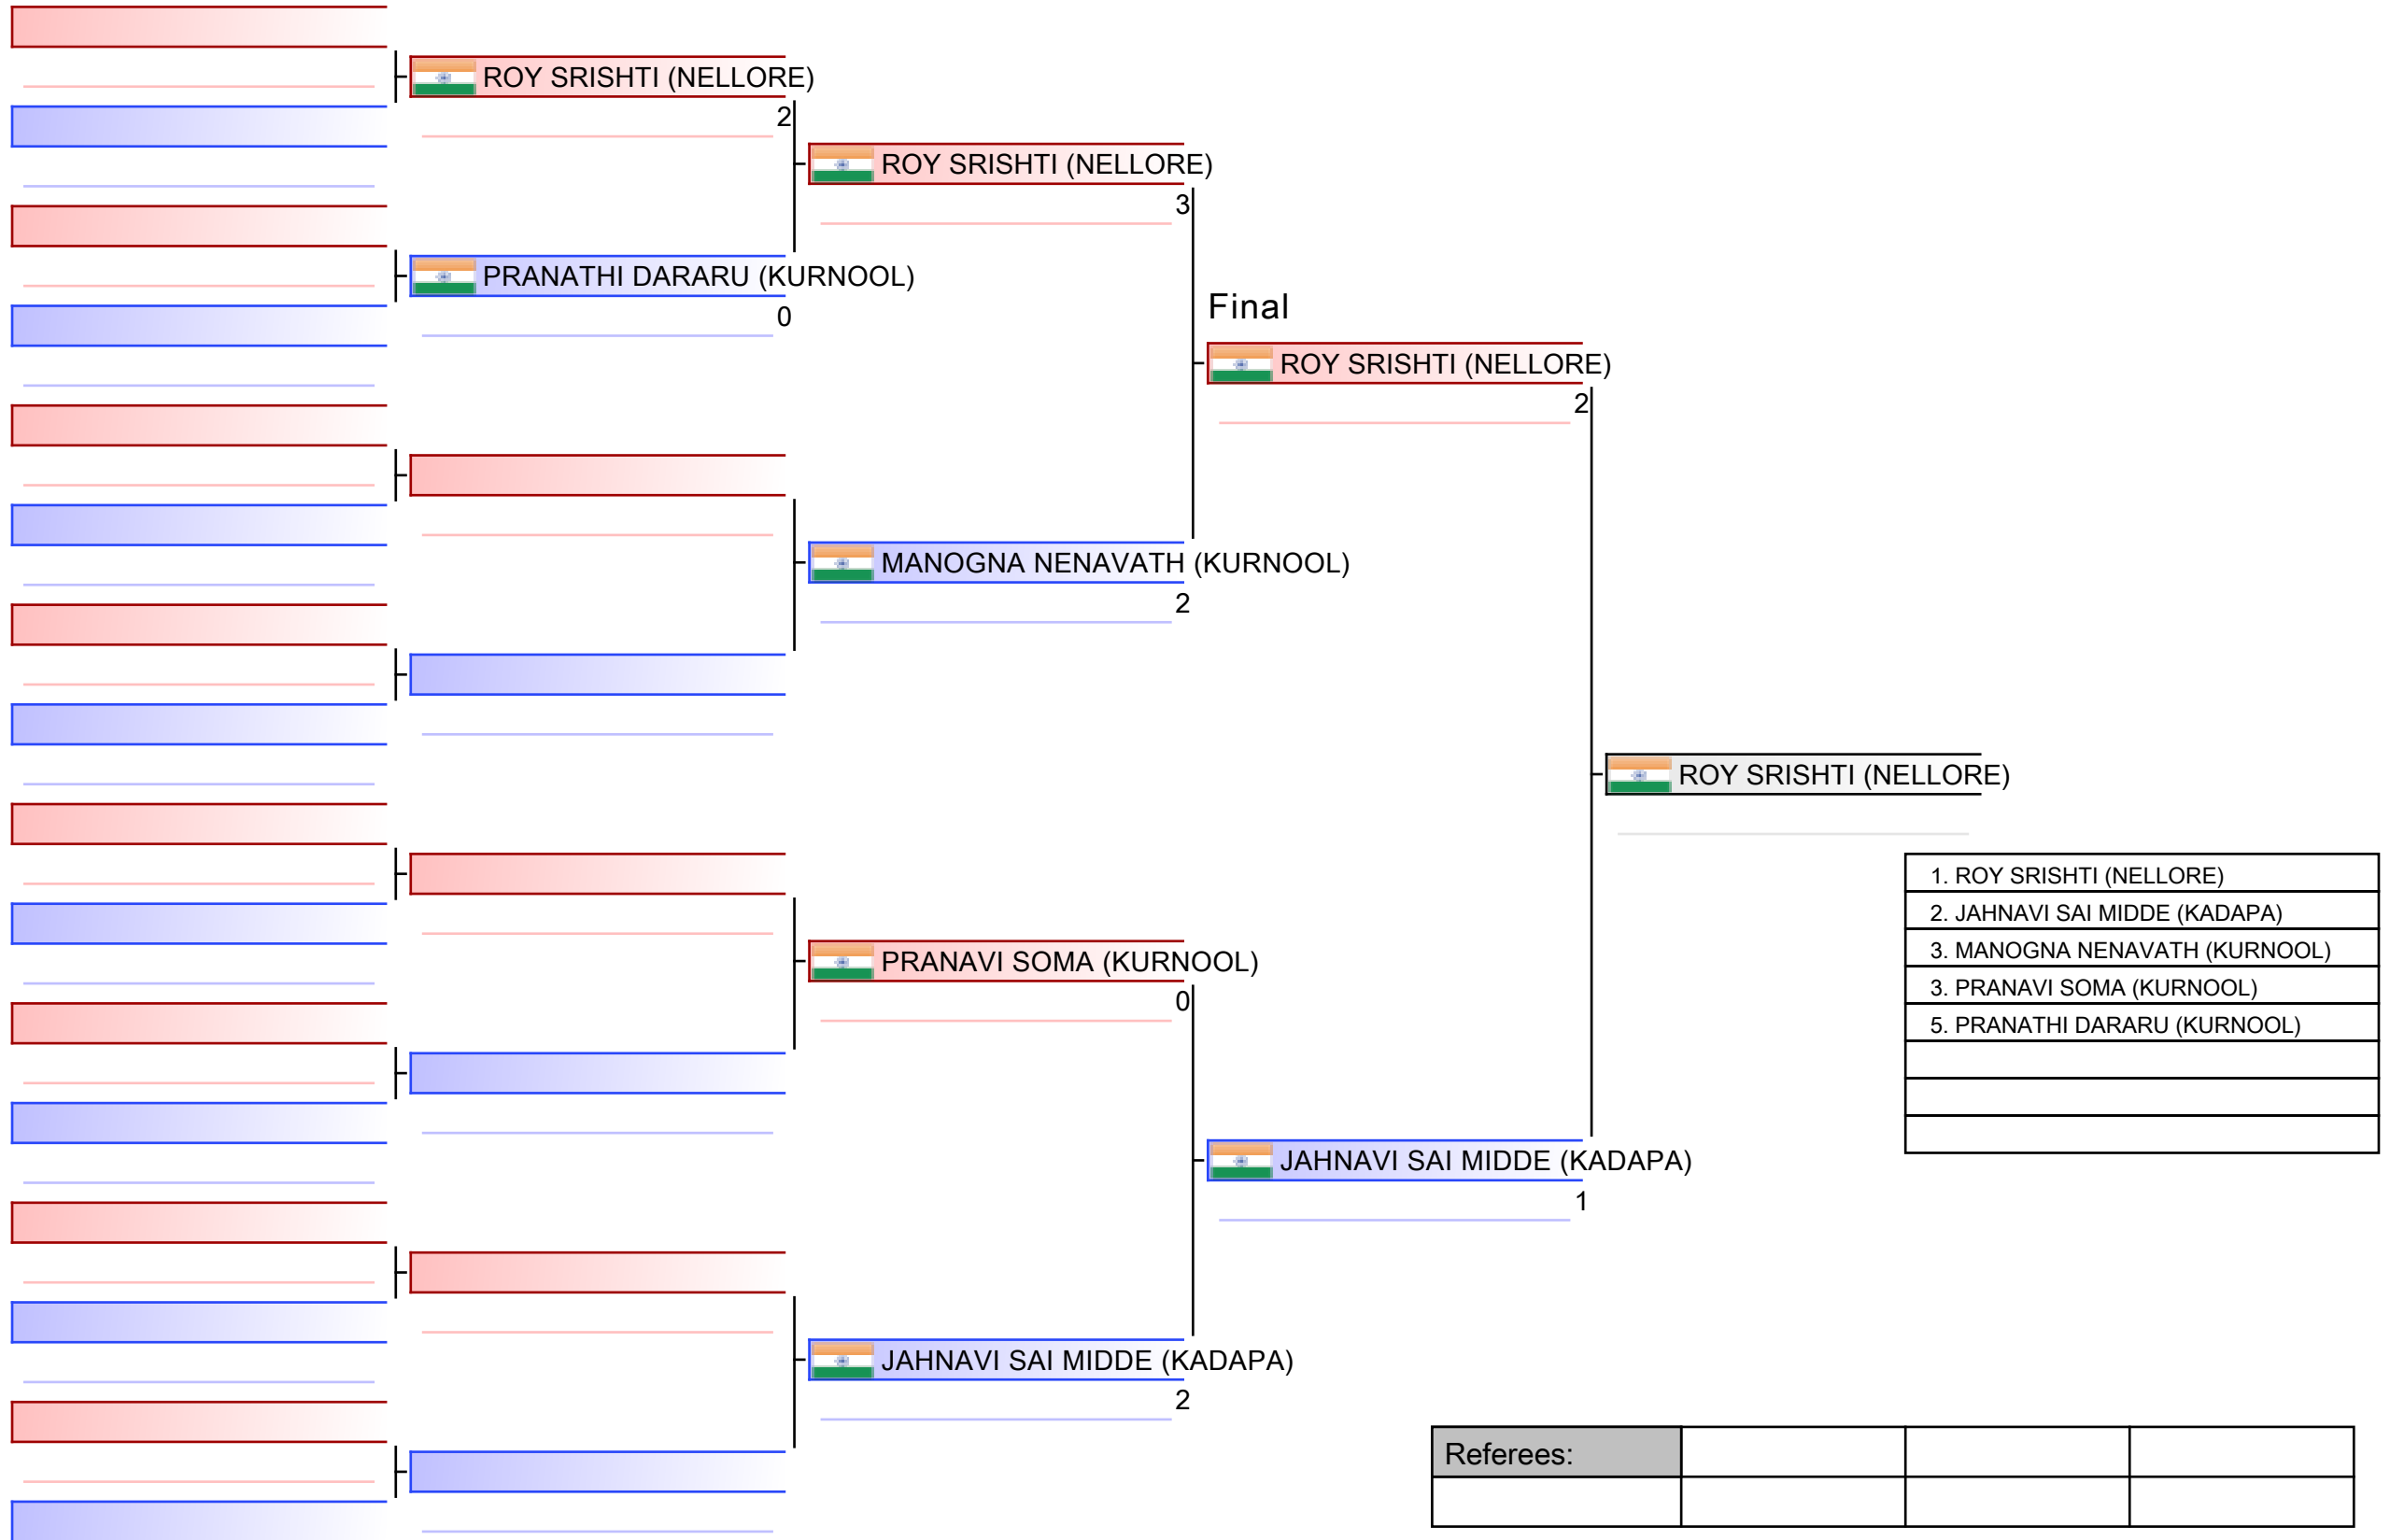 ROY SRISHTI (NELLORE)
2
PRANATHI DARARU (KURNOOL)
0
ROY SRISHTI (NELLORE)
3
MANOGNA NENAVATH (KURNOOL)
2
PRANAVI SOMA (KURNOOL)
0
JAHNAVI SAI MIDDE (KADAPA)
2
Final
ROY SRISHTI (NELLORE)
2
JAHNAVI SAI MIDDE (KADAPA)
1
ROY SRISHTI (NELLORE)
1. ROY SRISHTI (NELLORE)
2. JAHNAVI SAI MIDDE (KADAPA)
3. MANOGNA NENAVATH (KURNOOL)
3. PRANAVI SOMA (KURNOOL)
5. PRANATHI DARARU (KURNOOL)
Referees: